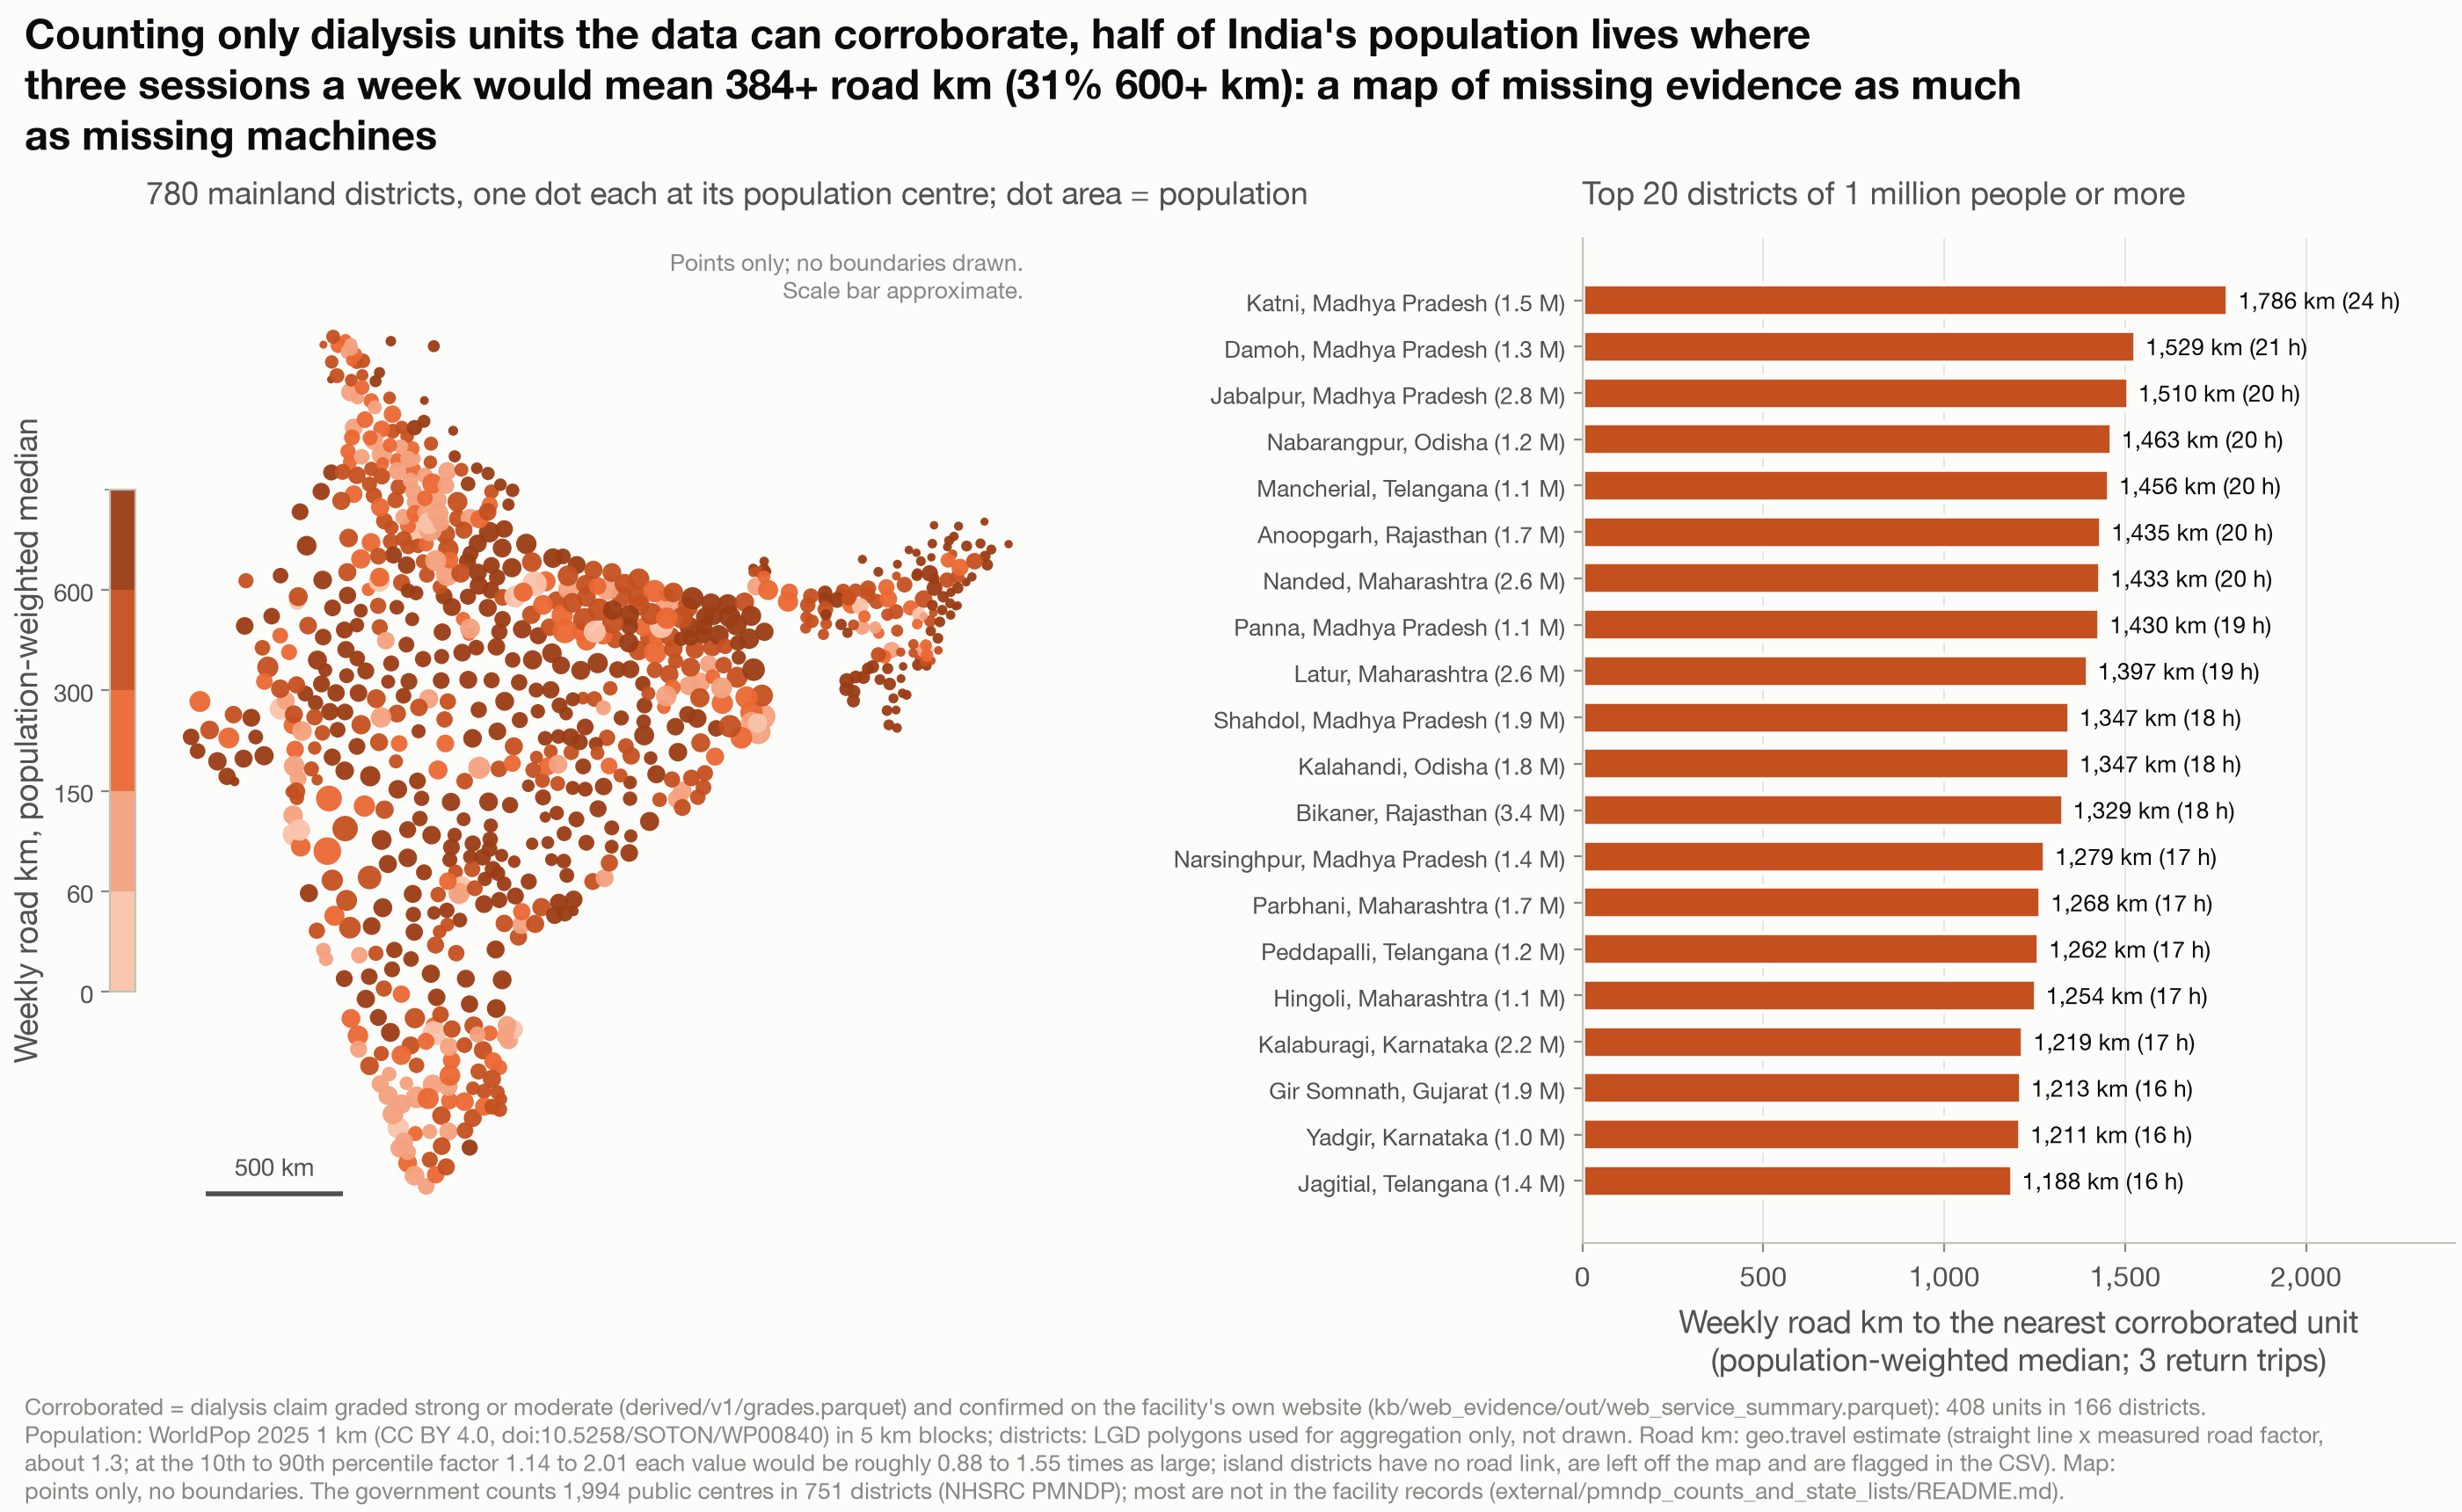 Counting only dialysis units the data can corroborate, half of India's population lives where
three sessions a week would mean 384+ road km (31% 600+ km): a map of missing evidence as much
as missing machines
780 mainland districts, one dot each at its population centre; dot area = population
Points only; no boundaries drawn.
Scale bar approximate.
Weekly road km, population-weighted median
600
300
150
60
0
500 km
Top 20 districts of 1 million people or more
Katni, Madhya Pradesh (1.5 M) 1,786 km (24 h)
Damoh, Madhya Pradesh (1.3 M) 1,529 km (21 h)
Jabalpur, Madhya Pradesh (2.8 M) 1,510 km (20 h)
Nabarangpur, Odisha (1.2 M) 1,463 km (20 h)
Mancherial, Telangana (1.1 M) 1,456 km (20 h)
Anoopgarh, Rajasthan (1.7 M) 1,435 km (20 h)
Nanded, Maharashtra (2.6 M) 1,433 km (20 h)
Panna, Madhya Pradesh (1.1 M) 1,430 km (19 h)
Latur, Maharashtra (2.6 M) 1,397 km (19 h)
Shahdol, Madhya Pradesh (1.9 M) 1,347 km (18 h)
Kalahandi, Odisha (1.8 M) 1,347 km (18 h)
Bikaner, Rajasthan (3.4 M) 1,329 km (18 h)
Narsinghpur, Madhya Pradesh (1.4 M) 1,279 km (17 h)
Parbhani, Maharashtra (1.7 M) 1,268 km (17 h)
Peddapalli, Telangana (1.2 M) 1,262 km (17 h)
Hingoli, Maharashtra (1.1 M) 1,254 km (17 h)
Kalaburagi, Karnataka (2.2 M) 1,219 km (17 h)
Gir Somnath, Gujarat (1.9 M) 1,213 km (16 h)
Yadgir, Karnataka (1.0 M) 1,211 km (16 h)
Jagitial, Telangana (1.4 M) 1,188 km (16 h)
0 500 1,000 1,500 2,000
Weekly road km to the nearest corroborated unit
(population-weighted median; 3 return trips)
Corroborated = dialysis claim graded strong or moderate (derived/v1/grades.parquet) and confirmed on the facility's own website (kb/web_evidence/out/web_service_summary.parquet): 408 units in 166 districts.
Population: WorldPop 2025 1 km (CC BY 4.0, doi:10.5258/SOTON/WP00840) in 5 km blocks; districts: LGD polygons used for aggregation only, not drawn. Road km: geo.travel estimate (straight line x measured road factor,
about 1.3; at the 10th to 90th percentile factor 1.14 to 2.01 each value would be roughly 0.88 to 1.55 times as large; island districts have no road link, are left off the map and are flagged in the CSV). Map:
points only, no boundaries. The government counts 1,994 public centres in 751 districts (NHSRC PMNDP); most are not in the facility records (external/pmndp_counts_and_state_lists/README.md).